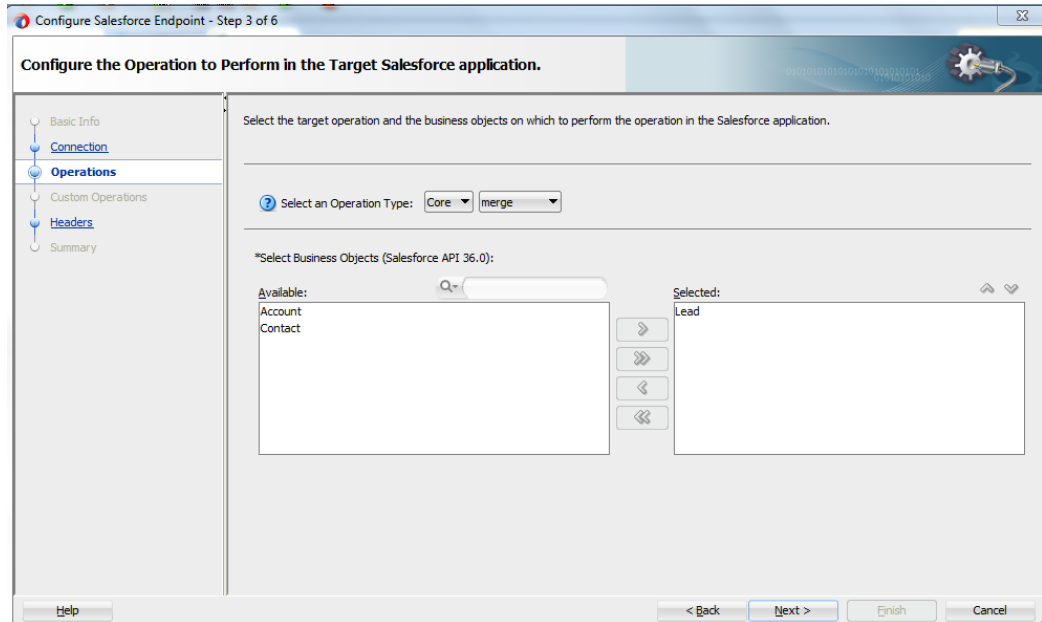 Configure Salesforce Endpoint - Step 3 of 6
Configure the Operation to Perform in the Target Salesforce application.
Basic Info
Connection
Operations
Custom Operations
Headers
Summary
Select the target operation and the business objects on which to perform the operation in the Salesforce application.
Select an Operation Type: Core merge
*Select Business Objects (Salesforce API 36.0):
Available:
Account
Contact
Selected:
Lead
Help
< Back Next > Finish Cancel